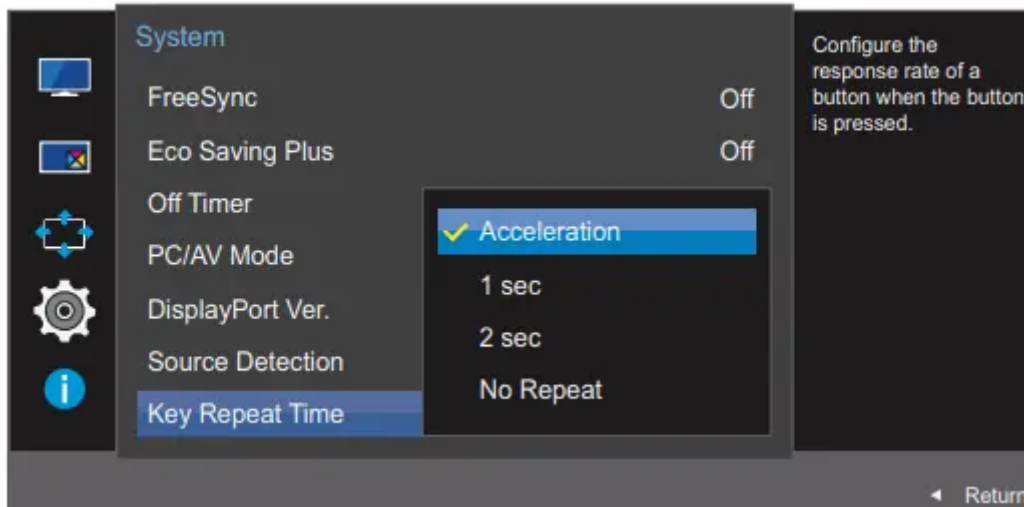 System
FreeSync Off
Eco Saving Plus Off
Off Timer
PC/AV Mode
DisplayPort Ver.
Source Detection
Key Repeat Time
Acceleration
1 sec
2 sec
No Repeat
Configure the
response rate of a
button when the button
is pressed.
Return